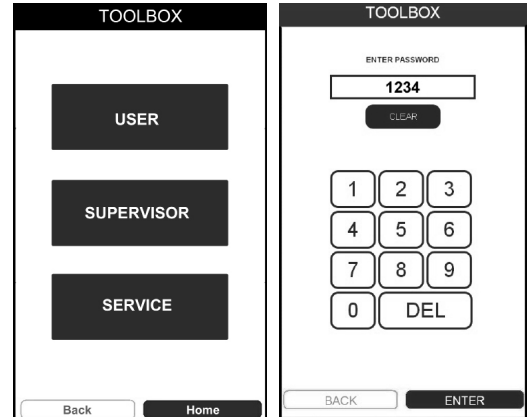 TOOLBOX
USER
SUPERVISOR
SERVICE
Back Home
TOOLBOX
ENTER PASSWORD
1234
CLEAR
1 2 3
4 5 6
7 8 9
0 DEL
BACK ENTER